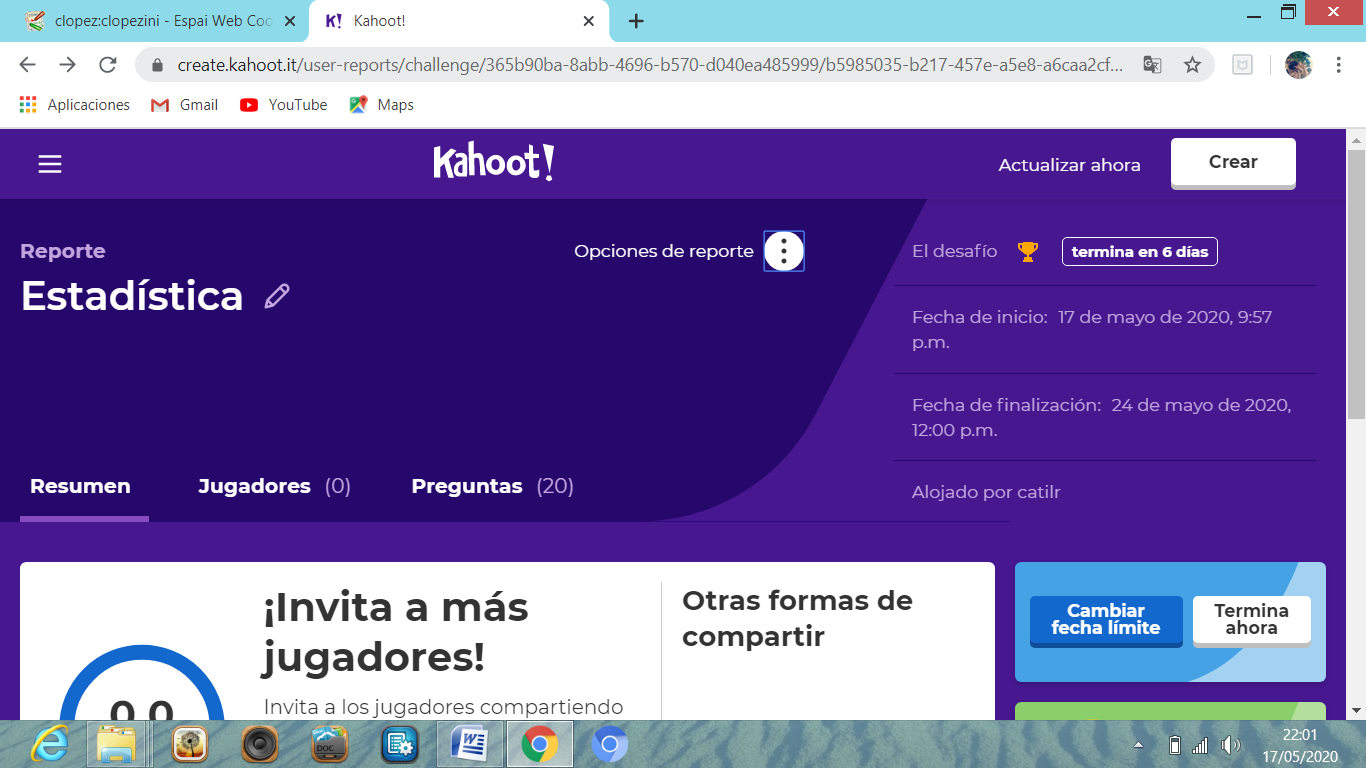 clopez:clopezini - Espai Web Coo
Kahoot!
create.kahoot.it/user-reports/challenge/365b90ba-8abb-4696-b570-d040ea485999/b5985035-b217-457e-a5e8-a6caa2cf...
Aplicaciones
Gmail
YouTube
Maps
Kahoot!
Actualizar ahora
Crear
Reporte
Opciones de reporte
Estadística
El desafío
termina en 6 días
Fecha de inicio: 17 de mayo de 2020, 9:57
p.m.
Fecha de finalización: 24 de mayo de 2020,
12:00 p.m.
Alojado por catilr
Resumen
Jugadores (0)
Preguntas (20)
¡Invita a más
jugadores!
Invita a los jugadores compartiendo
Otras formas de
compartir
Cambiar
fecha límite
Termina
ahora
DOC
22:01
17/05/2020